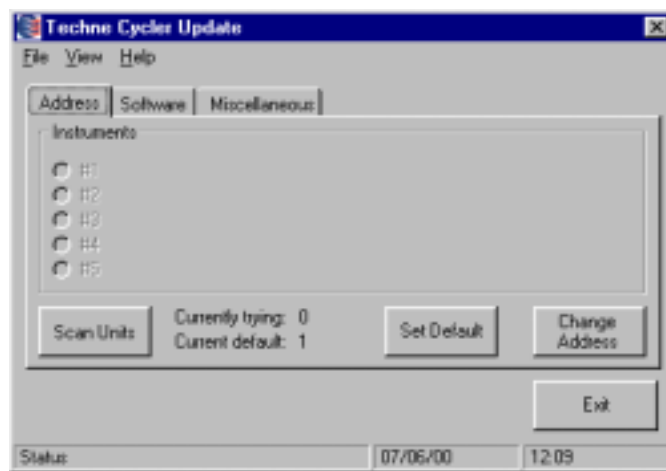 Techne Cycler Update
File View Help
Address Software Miscellaneous
Instruments
#1
#2
#3
#4
#5
Scan Units
Currently trying: 0
Current default: 1
Set Default
Change
Address
Exit
Status 07/06/00 12:09